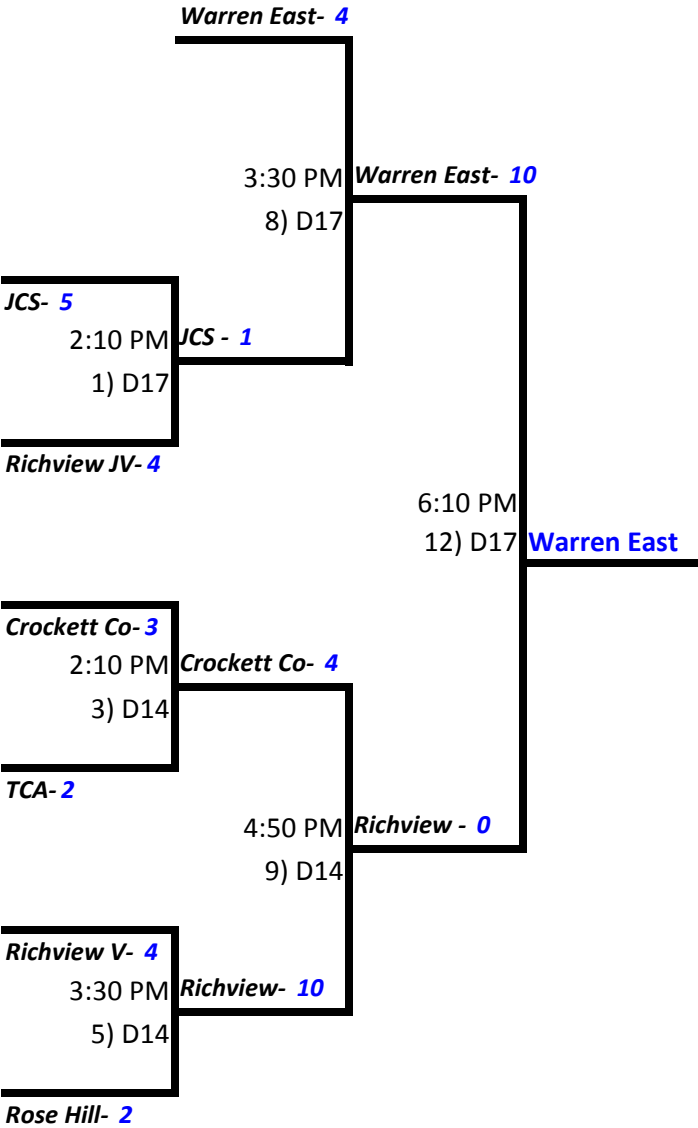 Warren East- 4
3:30 PM
Warren East- 10
8) D17
JCS- 5
2:10 PM
JCS - 1
1) D17
Richview JV- 4
6:10 PM
12) D17
Warren East
Crockett Co- 3
2:10 PM
Crockett Co- 4
3) D14
TCA- 2
4:50 PM
Richview - 0
9) D14
Richview V- 4
3:30 PM
Richview- 10
5) D14
Rose Hill- 2